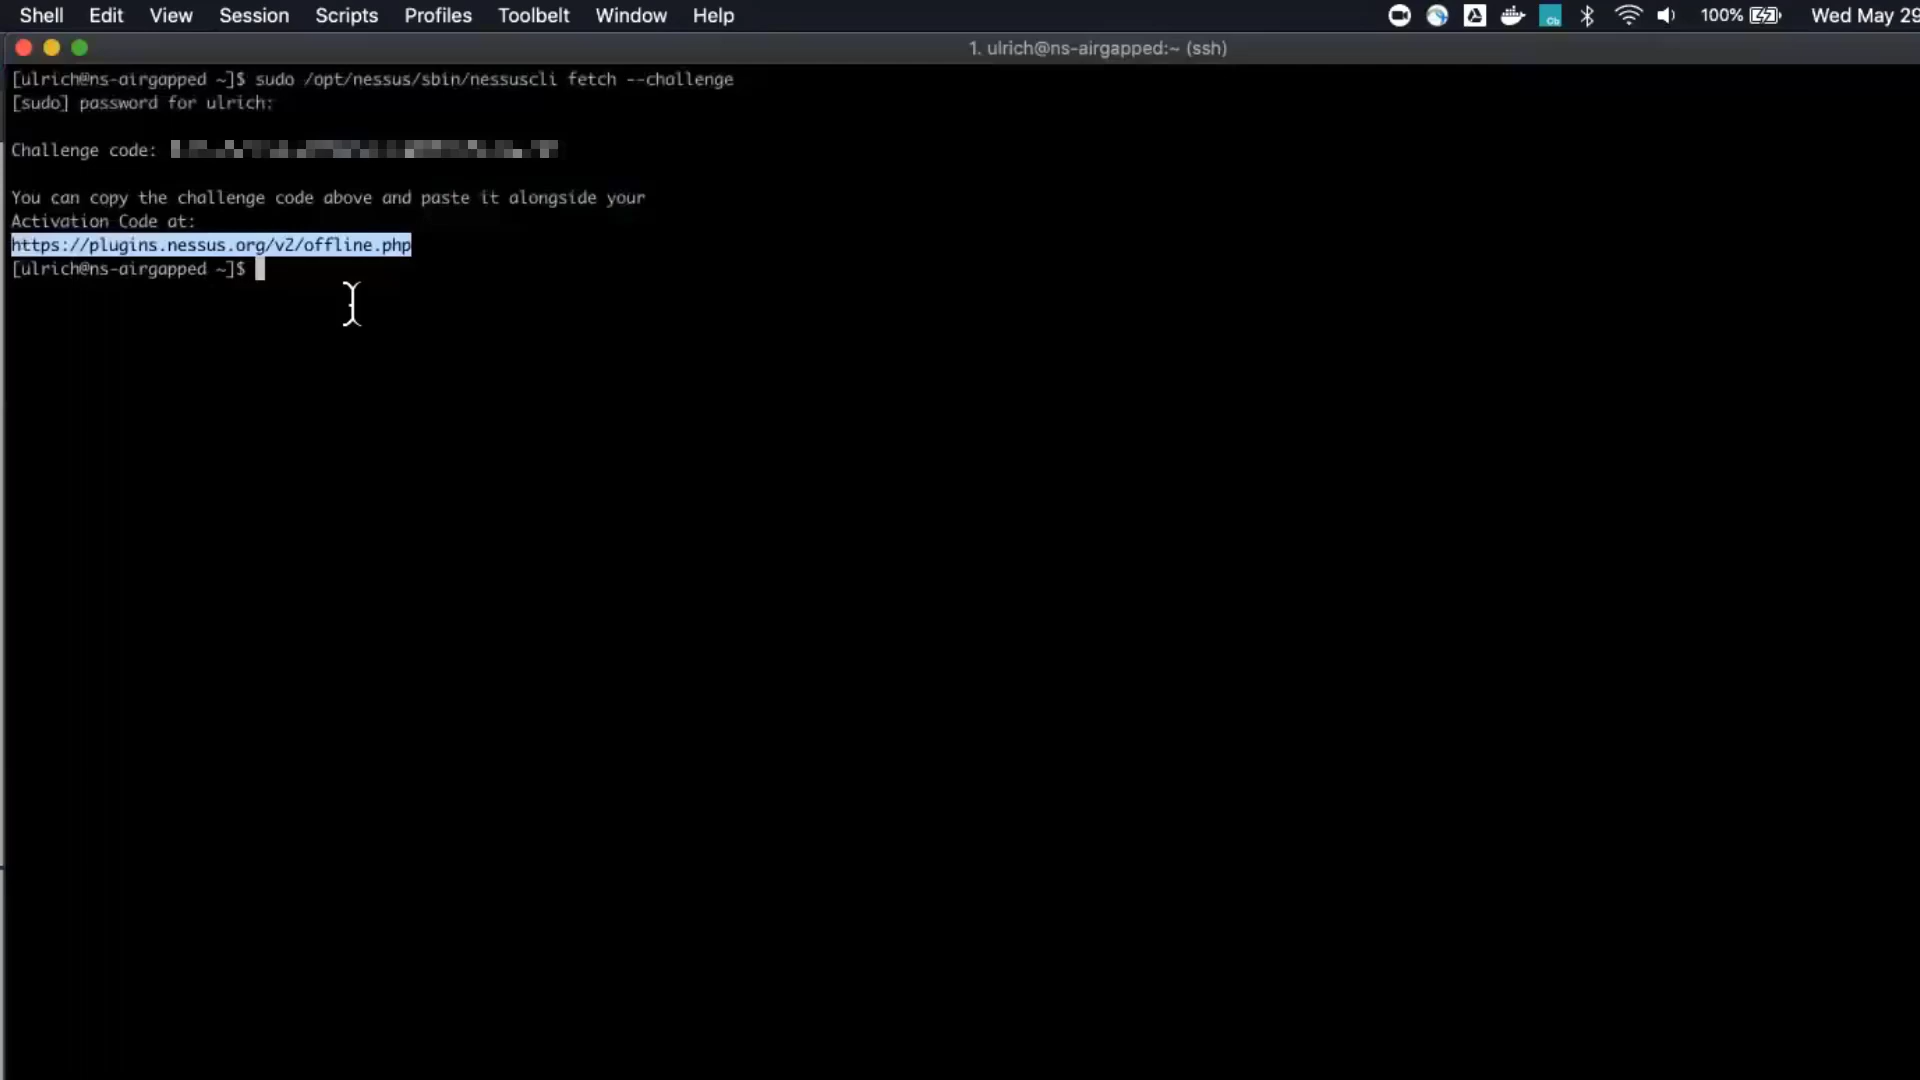 Shell Edit View Session Scripts Profiles Toolbelt Window Help 100% Wed May 29
1. ulrich@ns-airgapped:~ (ssh)
[ulrich@ns-airgapped ~]$ sudo /opt/nessus/sbin/nessuscli fetch --challenge
[sudo] password for ulrich:
Challenge code:
You can copy the challenge code above and paste it alongside your
Activation Code at:
https://plugins.nessus.org/v2/offline.php
[ulrich@ns-airgapped ~]$